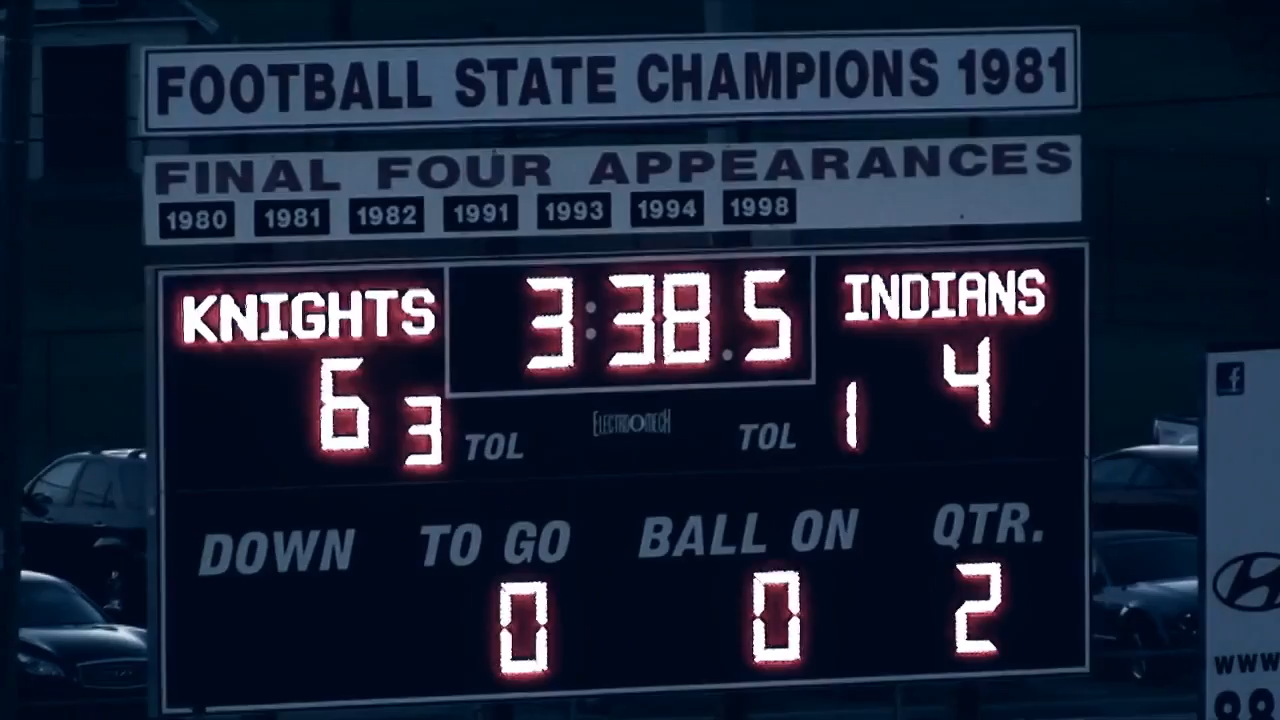 FOOTBALL STATE CHAMPIONS 1981
FINAL FOUR APPEARANCES
1980 1981 1982 1991 1993 1994 1998
KNIGHTS 3:38.5 INDIANS
6 3 TOL ELECTRO-MECH TOL 1 4
DOWN TO GO BALL ON QTR.
0 0 2
f
www